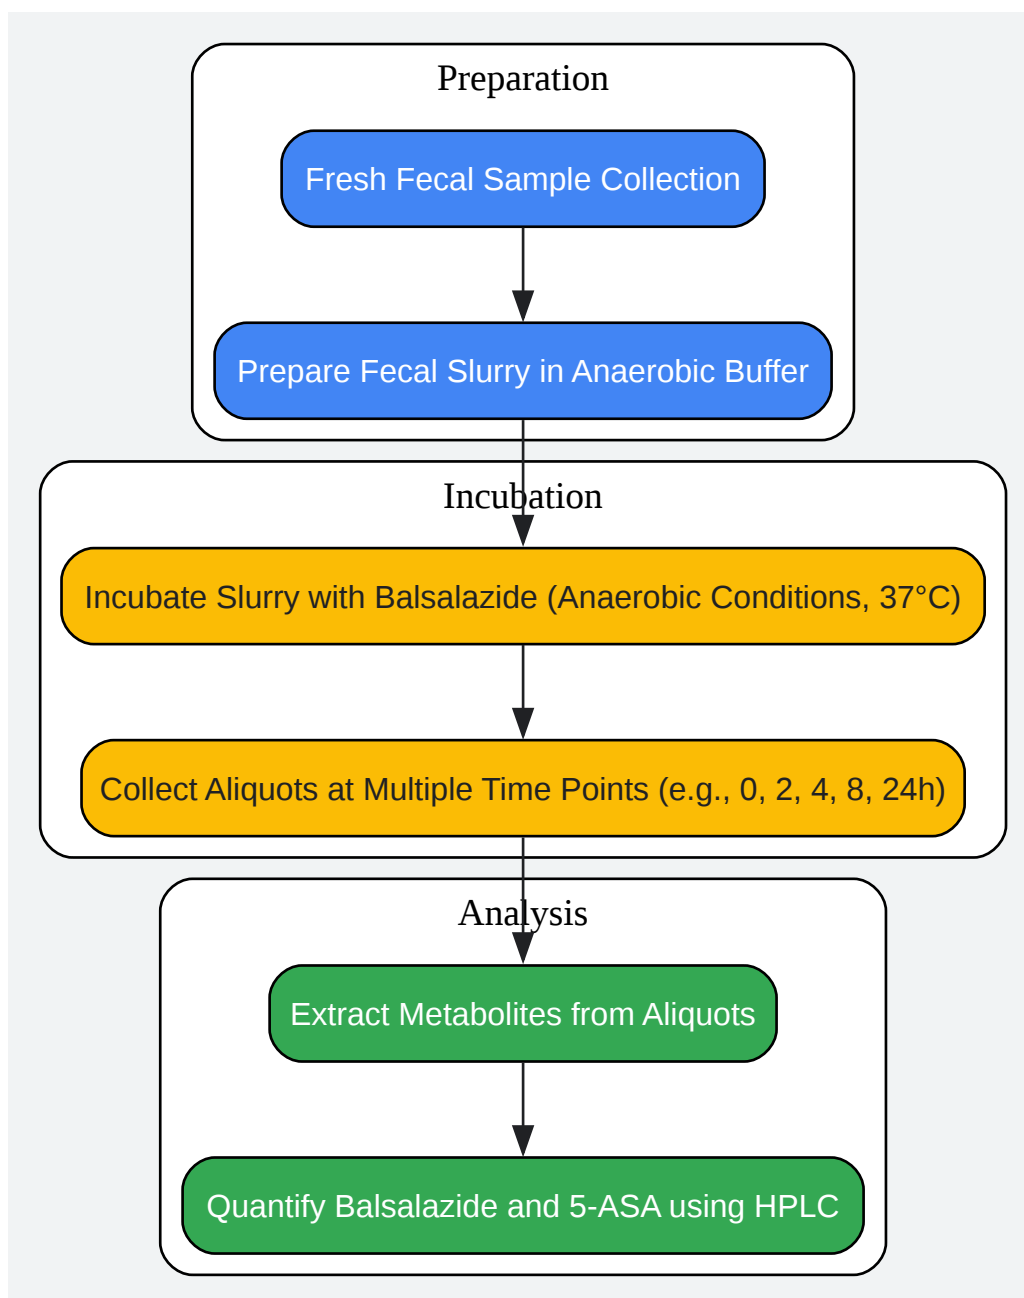 Preparation
Fresh Fecal Sample Collection
Prepare Fecal Slurry in Anaerobic Buffer
Incubation
Incubate Slurry with Balsalazide (Anaerobic Conditions, 37°C)
Collect Aliquots at Multiple Time Points (e.g., 0, 2, 4, 8, 24h)
Analysis
Extract Metabolites from Aliquots
Quantify Balsalazide and 5-ASA using HPLC